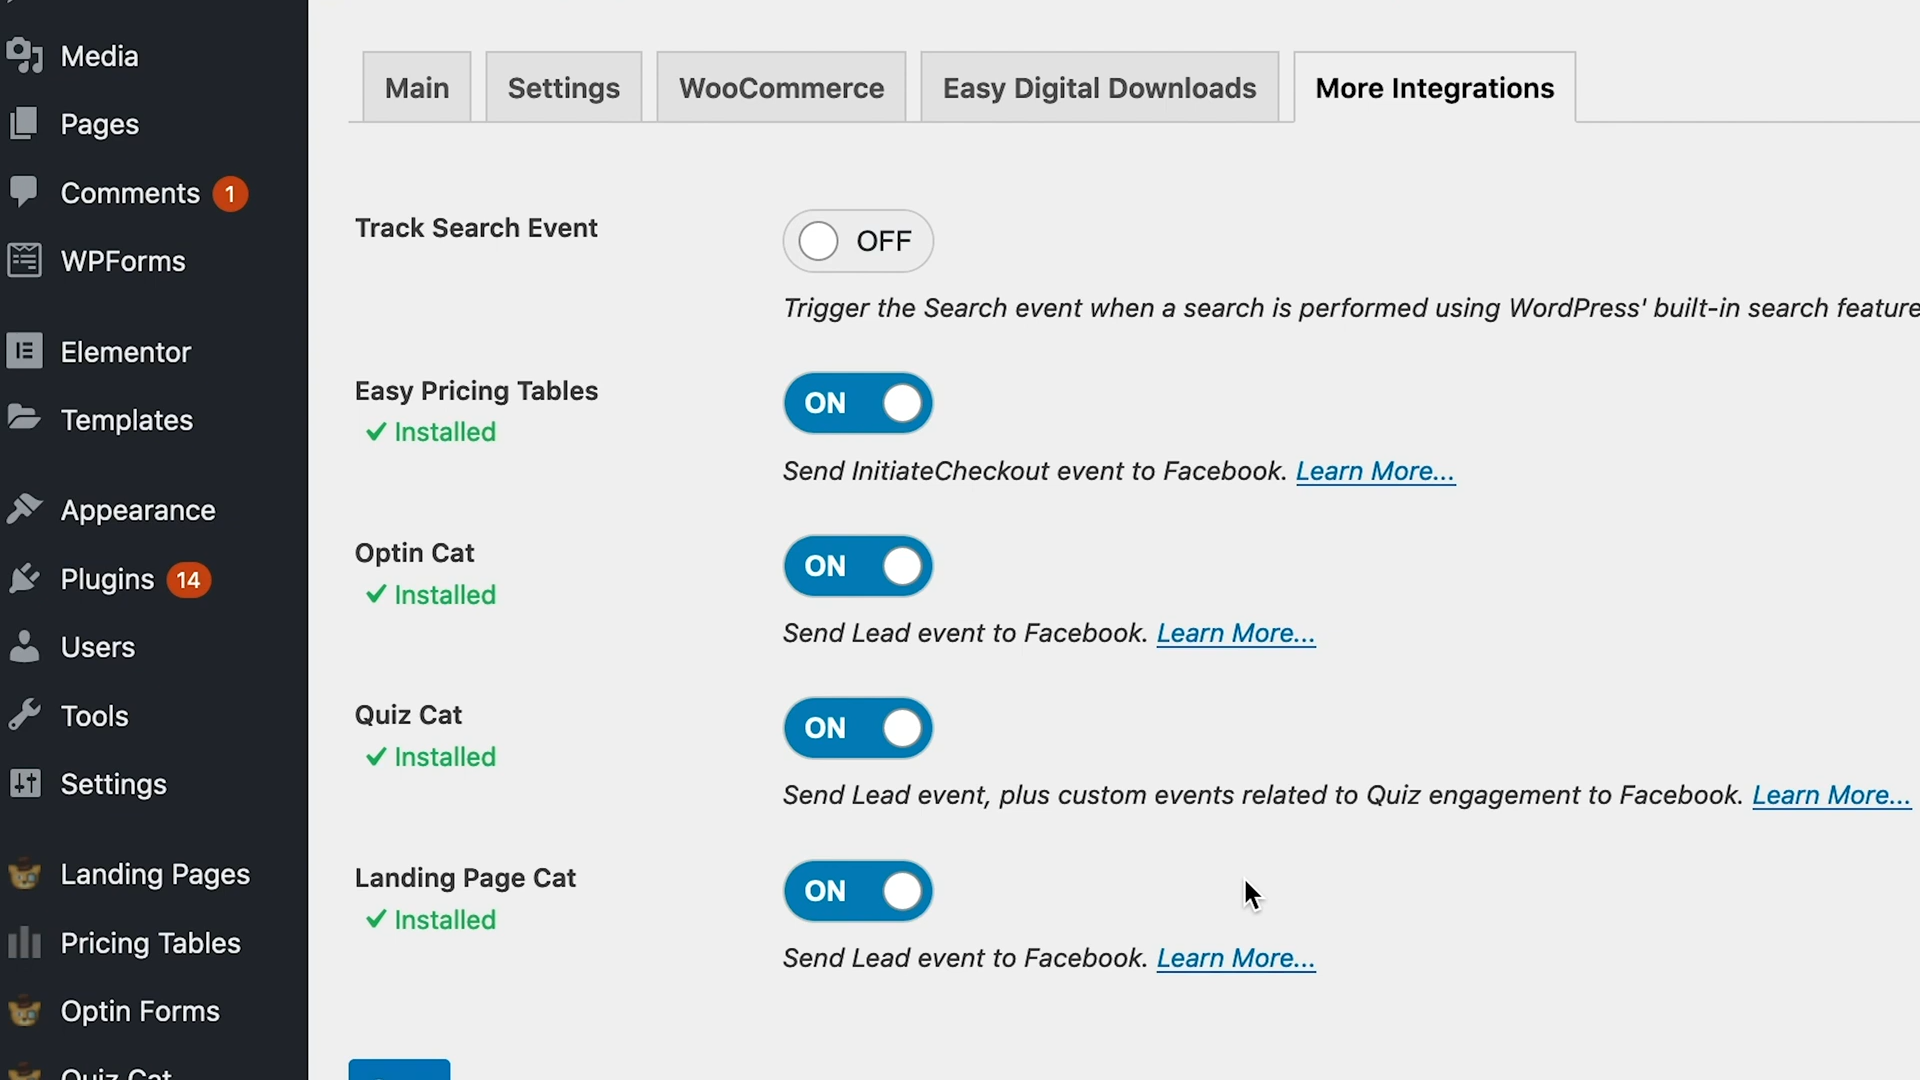 Media
Pages
Comments 1
WPForms
Elementor
Templates
Appearance
Plugins 14
Users
Tools
Settings
Landing Pages
Pricing Tables
Optin Forms
Quiz Cat
Main
Settings
WooCommerce
Easy Digital Downloads
More Integrations
Track Search Event
OFF
Trigger the Search event when a search is performed using WordPress' built-in search feature
Easy Pricing Tables
✓ Installed
ON
Send InitiateCheckout event to Facebook. Learn More...
Optin Cat
✓ Installed
ON
Send Lead event to Facebook. Learn More...
Quiz Cat
✓ Installed
ON
Send Lead event, plus custom events related to Quiz engagement to Facebook. Learn More...
Landing Page Cat
✓ Installed
ON
Send Lead event to Facebook. Learn More...